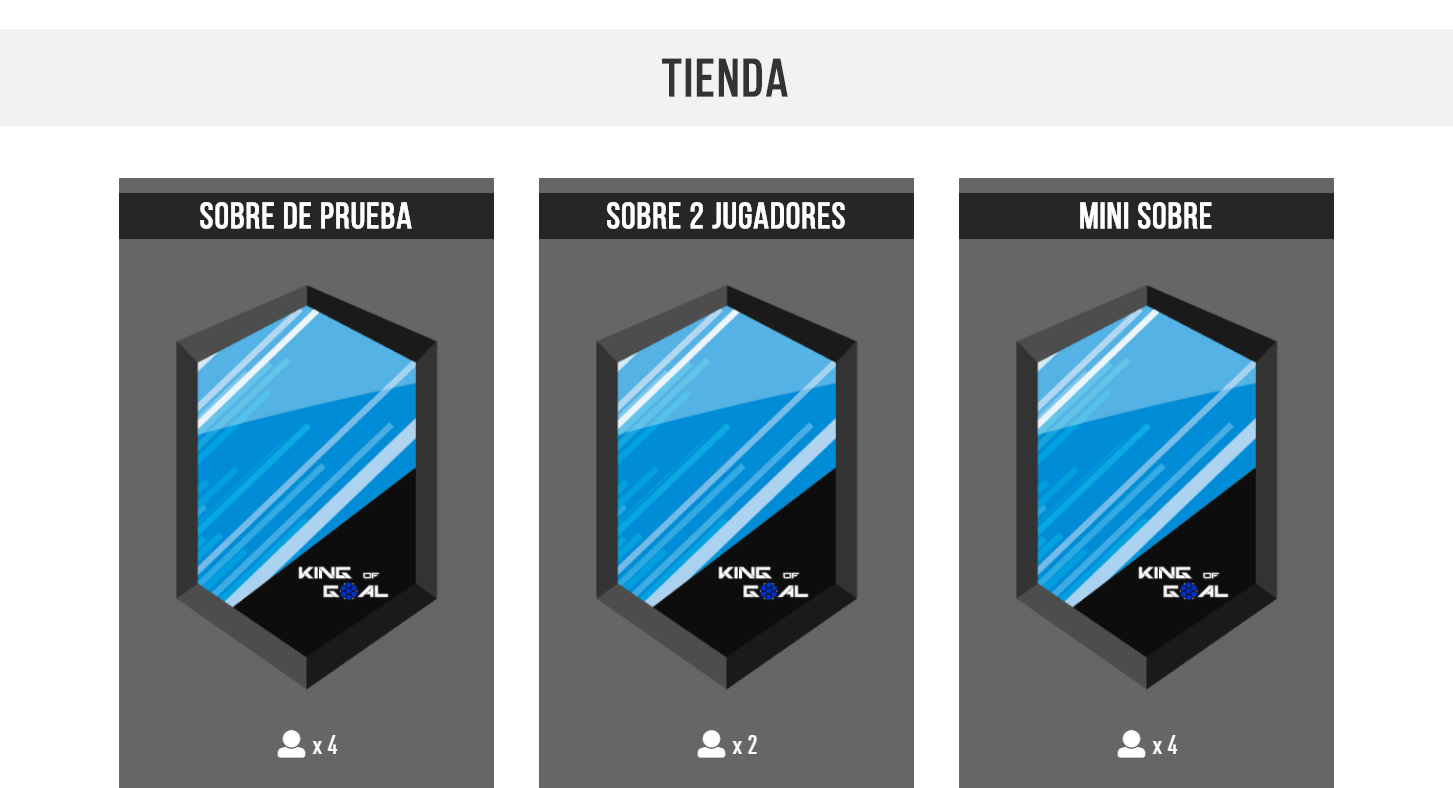 TIENDA
SOBRE DE PRUEBA
KING OF
GOAL
x 4
SOBRE 2 JUGADORES
KING OF
GOAL
x 2
MINI SOBRE
KING OF
GOAL
x 4